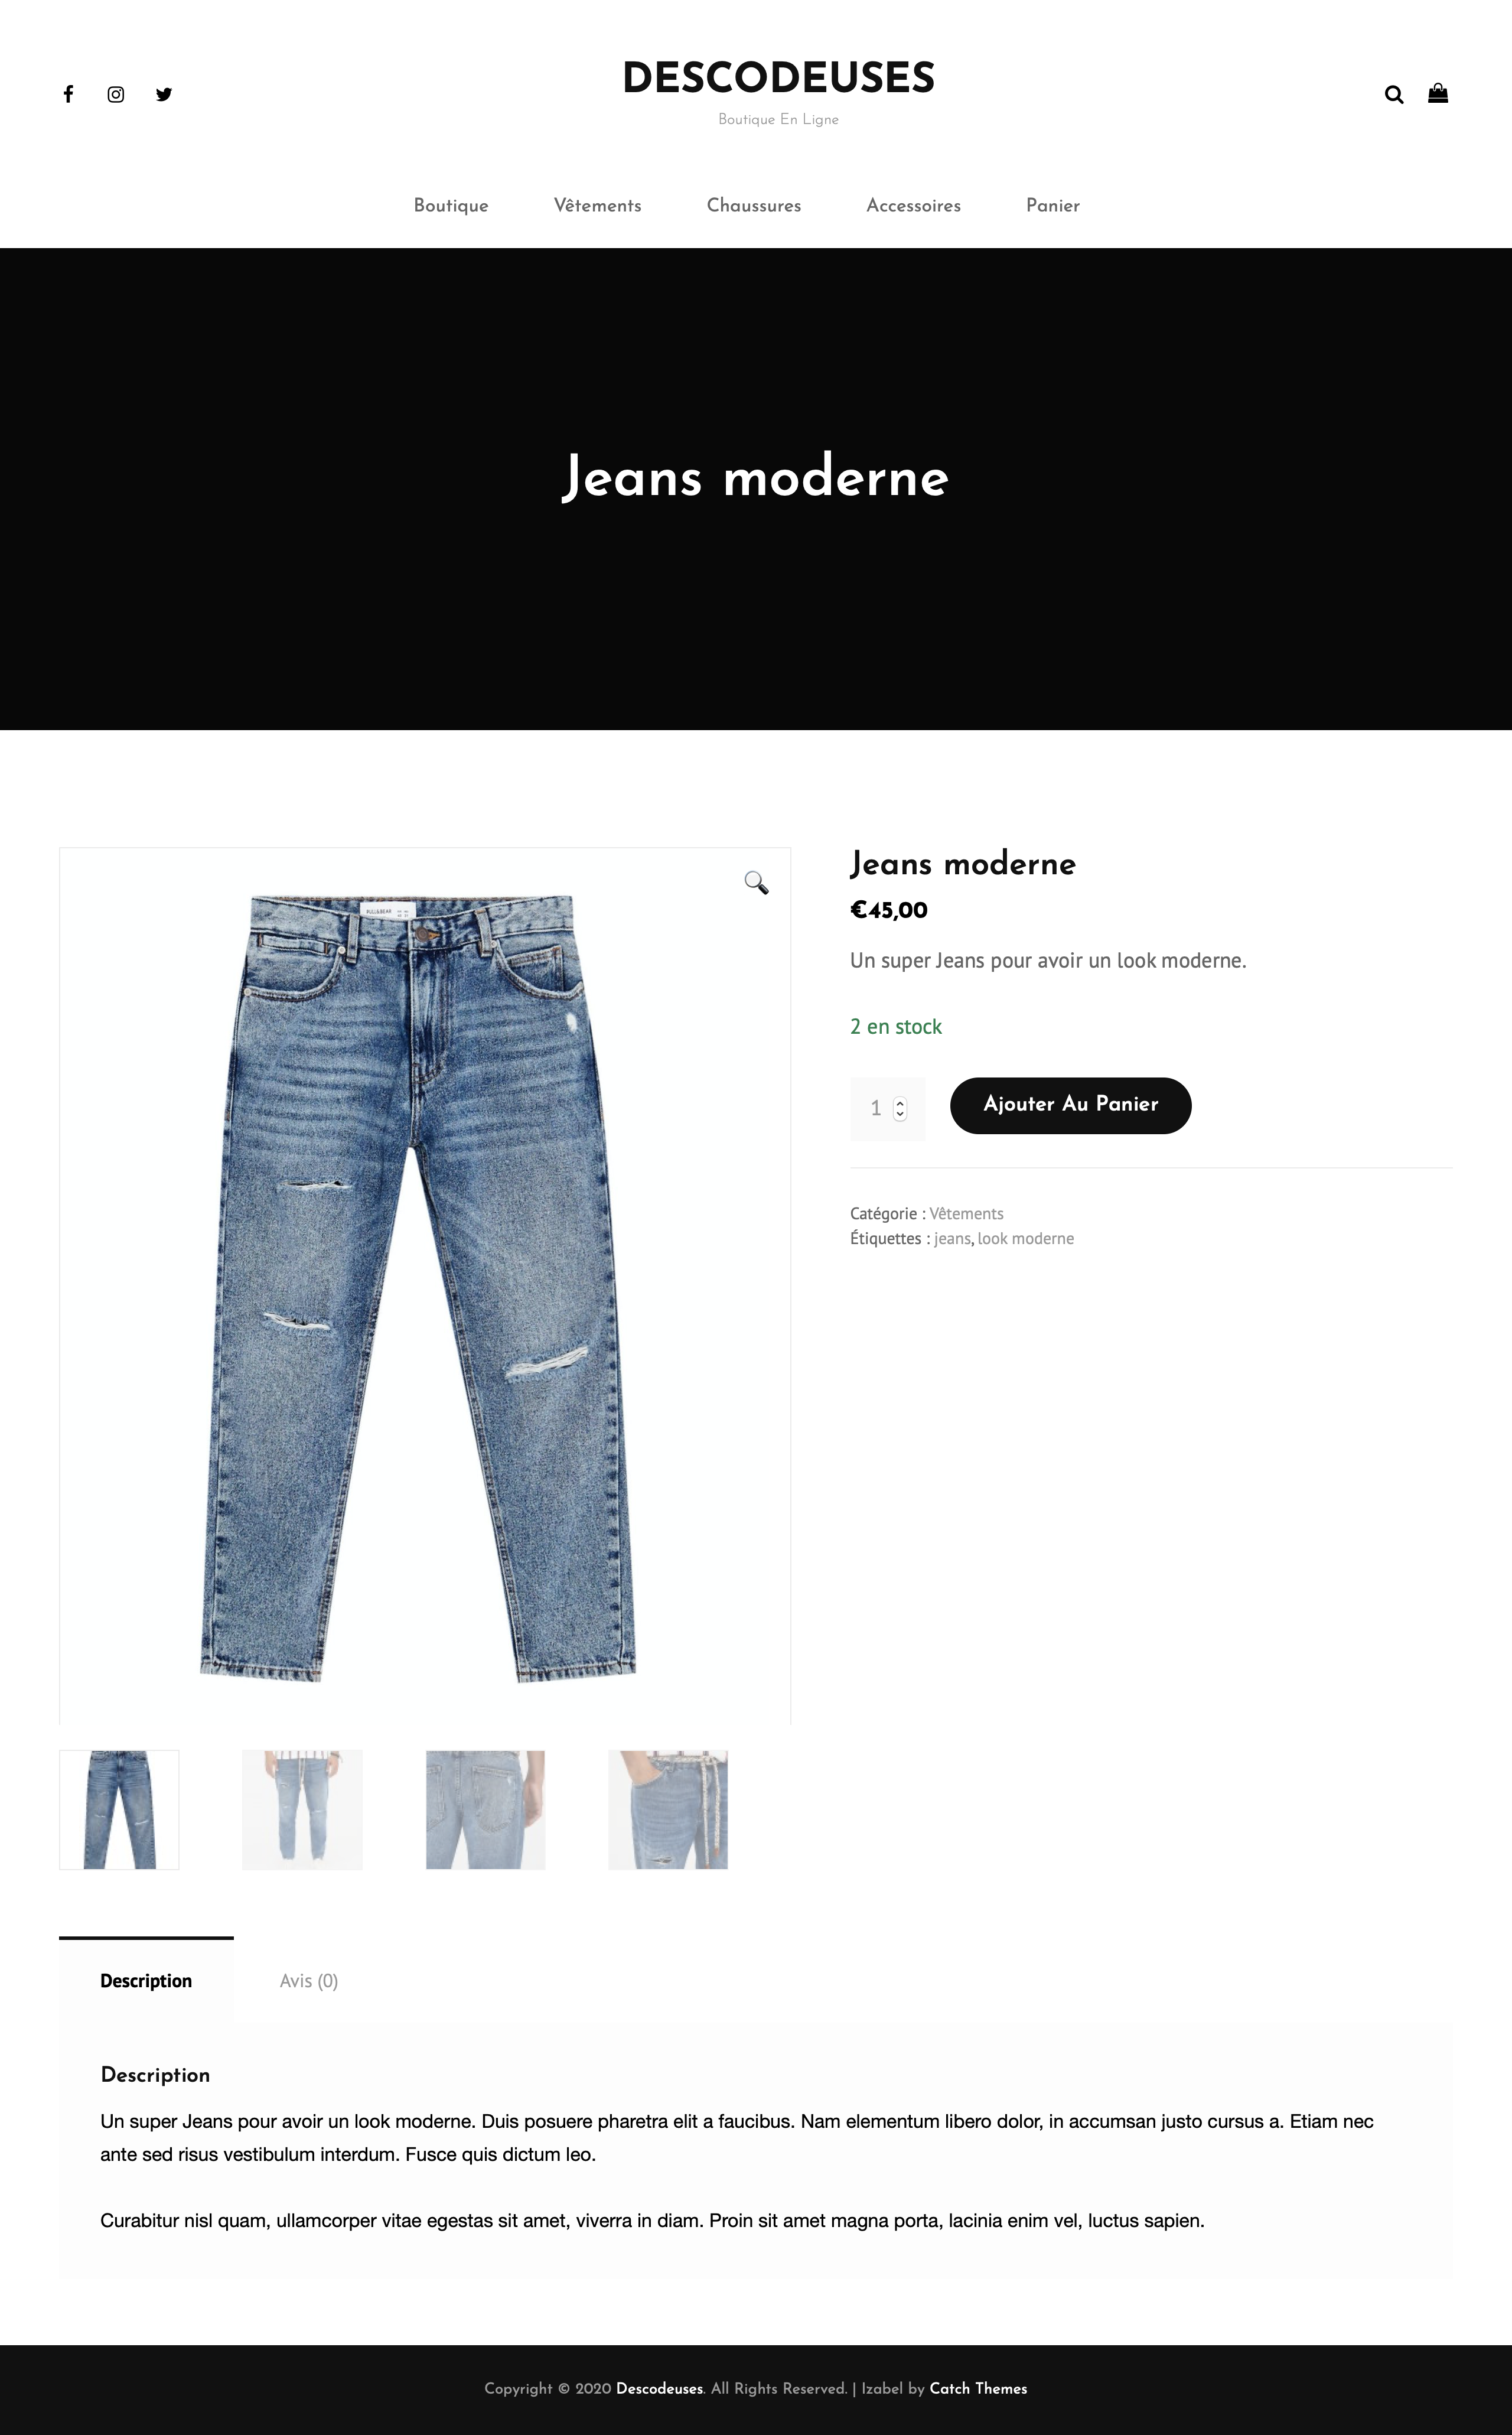 DESCODEUSES
Boutique En Ligne
Boutique
Vêtements
Chaussures
Accessoires
Panier
Jeans moderne
PULL&BEAR
Jeans moderne
€45,00
Un super Jeans pour avoir un look moderne.
2 en stock
1
Ajouter Au Panier
Catégorie : Vêtements
Étiquettes : jeans, look moderne
Description
Avis (0)
Description
Un super Jeans pour avoir un look moderne. Duis posuere pharetra elit a faucibus. Nam elementum libero dolor, in accumsan justo cursus a. Etiam nec
ante sed risus vestibulum interdum. Fusce quis dictum leo.
Curabitur nisl quam, ullamcorper vitae egestas sit amet, viverra in diam. Proin sit amet magna porta, lacinia enim vel, luctus sapien.
Copyright © 2020 Descodeuses. All Rights Reserved. | Izabel by Catch Themes